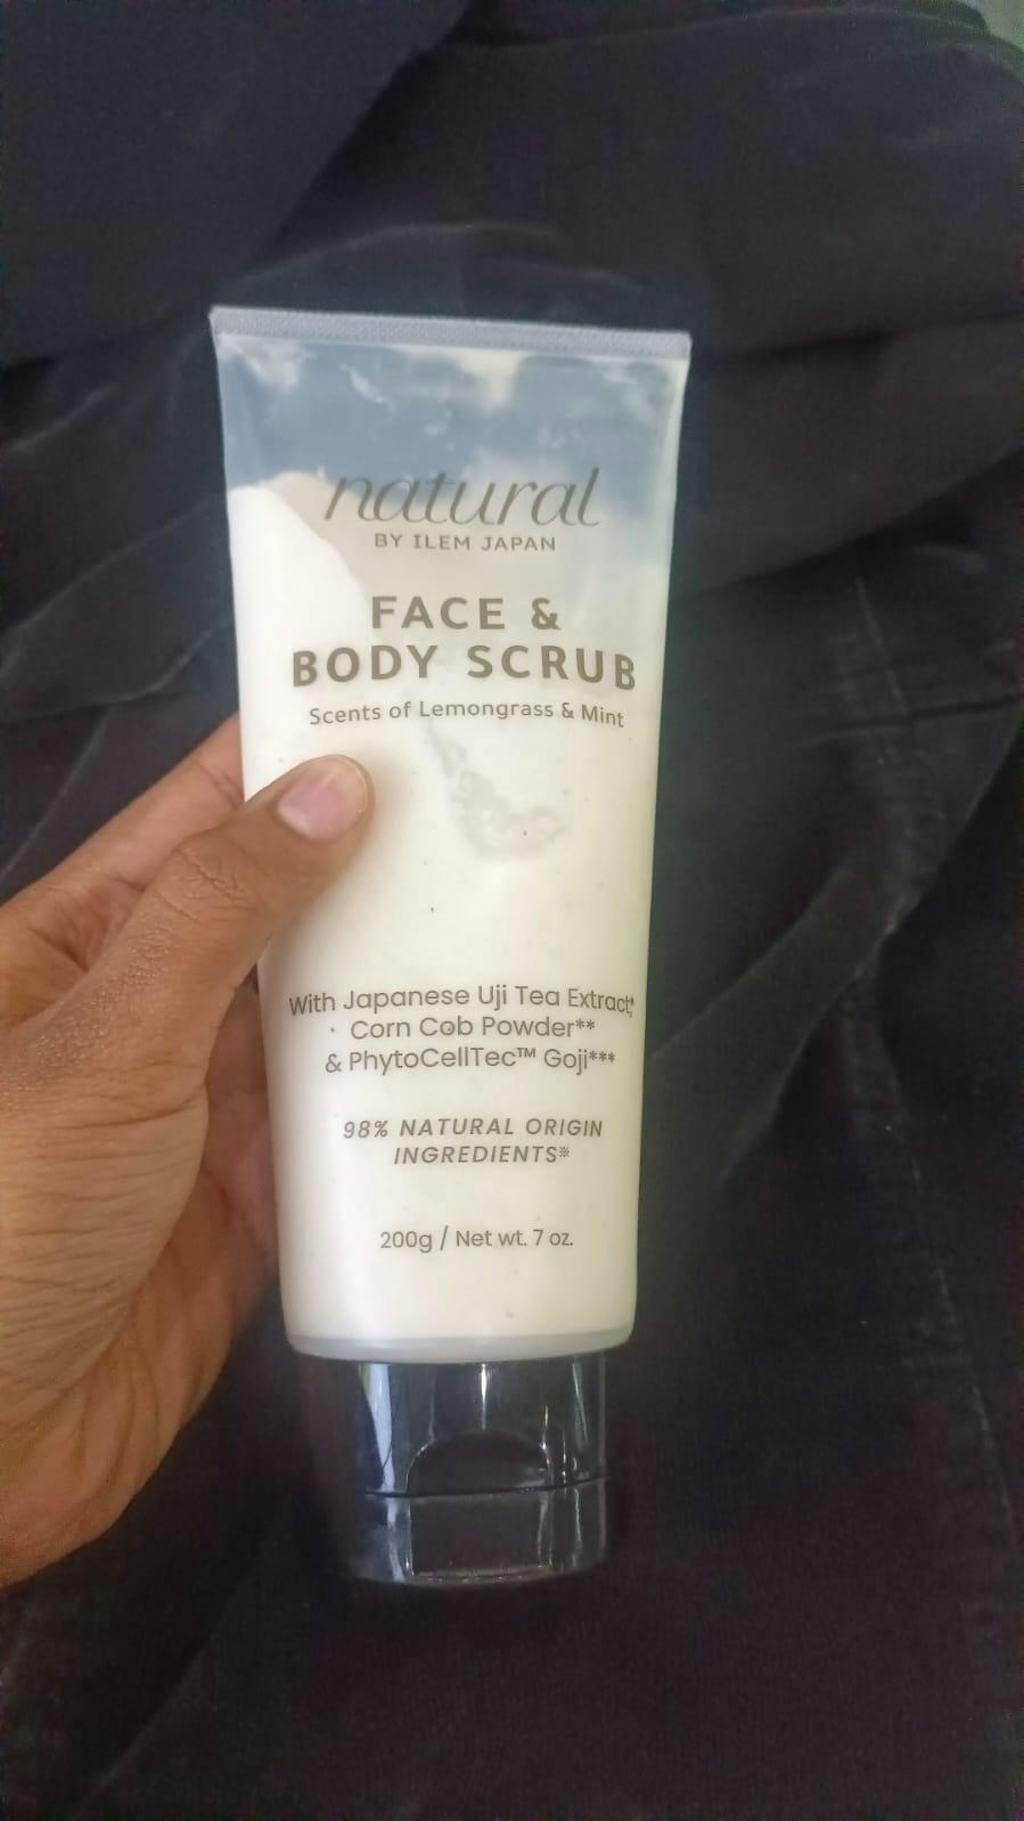 natural
BY ILEM JAPAN
FACE &
BODY SCRUB
Scents of Lemongrass & Mint
With Japanese Uji Tea Extract*,
Corn Cob Powder**
& PhytoCellTec™ Goji***
98% NATURAL ORIGIN
INGREDIENTS※
200g / Net wt. 7 oz.